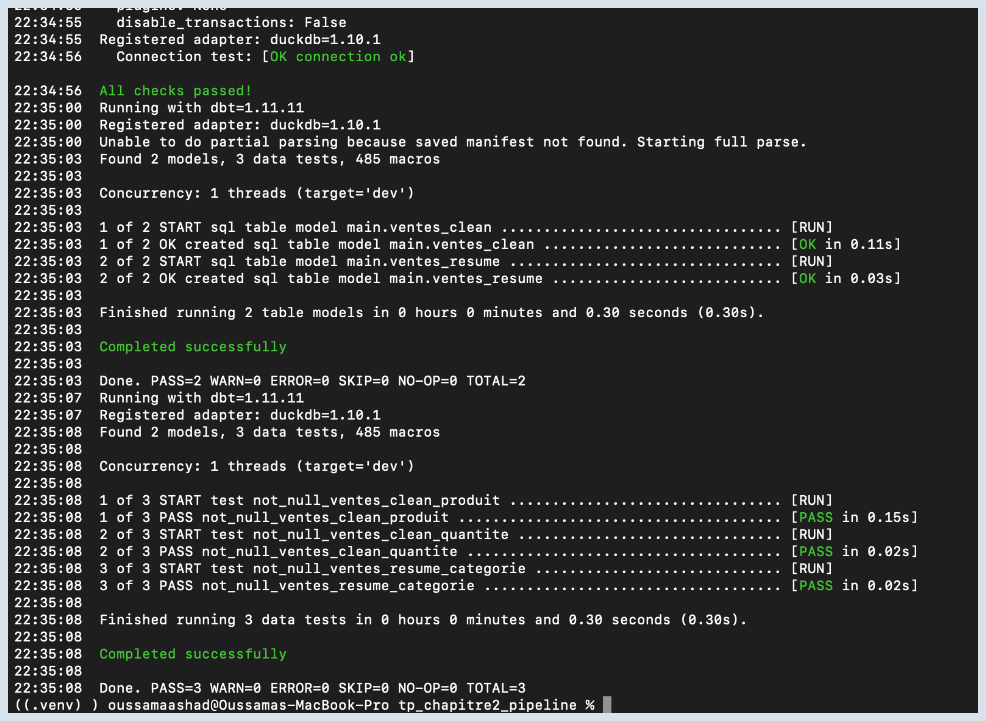 22:34:55     plugins: None
22:34:55     disable_transactions: False
22:34:55   Registered adapter: duckdb=1.10.1
22:34:56     Connection test: [OK connection ok]
22:34:56   All checks passed!
22:35:00   Running with dbt=1.11.11
22:35:00   Registered adapter: duckdb=1.10.1
22:35:00   Unable to do partial parsing because saved manifest not found. Starting full parse.
22:35:03   Found 2 models, 3 data tests, 485 macros
22:35:03
22:35:03   Concurrency: 1 threads (target='dev')
22:35:03
22:35:03   1 of 2 START sql table model main.ventes_clean ................................. [RUN]
22:35:03   1 of 2 OK created sql table model main.ventes_clean ............................ [OK in 0.11s]
22:35:03   2 of 2 START sql table model main.ventes_resume ................................ [RUN]
22:35:03   2 of 2 OK created sql table model main.ventes_resume ........................... [OK in 0.03s]
22:35:03
22:35:03   Finished running 2 table models in 0 hours 0 minutes and 0.30 seconds (0.30s).
22:35:03
22:35:03   Completed successfully
22:35:03
22:35:03   Done. PASS=2 WARN=0 ERROR=0 SKIP=0 NO-OP=0 TOTAL=2
22:35:07   Running with dbt=1.11.11
22:35:07   Registered adapter: duckdb=1.10.1
22:35:08   Found 2 models, 3 data tests, 485 macros
22:35:08
22:35:08   Concurrency: 1 threads (target='dev')
22:35:08
22:35:08   1 of 3 START test not_null_ventes_clean_produit ................................ [RUN]
22:35:08   1 of 3 PASS not_null_ventes_clean_produit ...................................... [PASS in 0.15s]
22:35:08   2 of 3 START test not_null_ventes_clean_quantite ............................... [RUN]
22:35:08   2 of 3 PASS not_null_ventes_clean_quantite ..................................... [PASS in 0.02s]
22:35:08   3 of 3 START test not_null_ventes_resume_categorie ............................. [RUN]
22:35:08   3 of 3 PASS not_null_ventes_resume_categorie ................................... [PASS in 0.02s]
22:35:08
22:35:08   Finished running 3 data tests in 0 hours 0 minutes and 0.30 seconds (0.30s).
22:35:08
22:35:08   Completed successfully
22:35:08
22:35:08   Done. PASS=3 WARN=0 ERROR=0 SKIP=0 NO-OP=0 TOTAL=3
((.venv) ) oussamaashad@Oussamas-MacBook-Pro tp_chapitre2_pipeline %